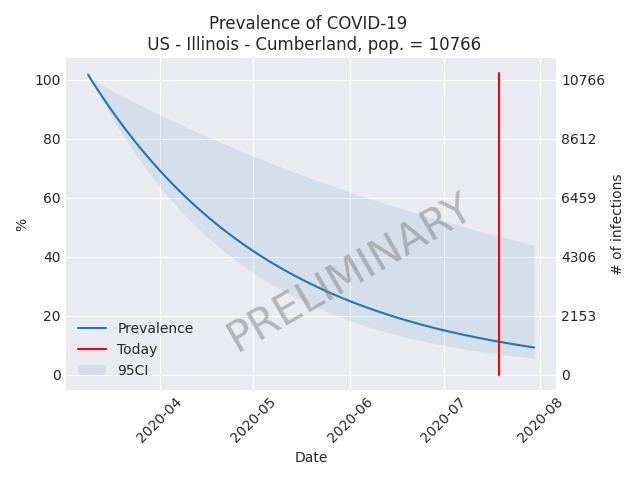 Prevalence of COVID-19
US - Illinois - Cumberland, pop. = 10766
100
80
60
40
20
0
%
10766
8612
6459
4306
2153
0
# of infections
PRELIMINARY
Prevalence
Today
95CI
2020-04
2020-05
2020-06
2020-07
2020-08
Date